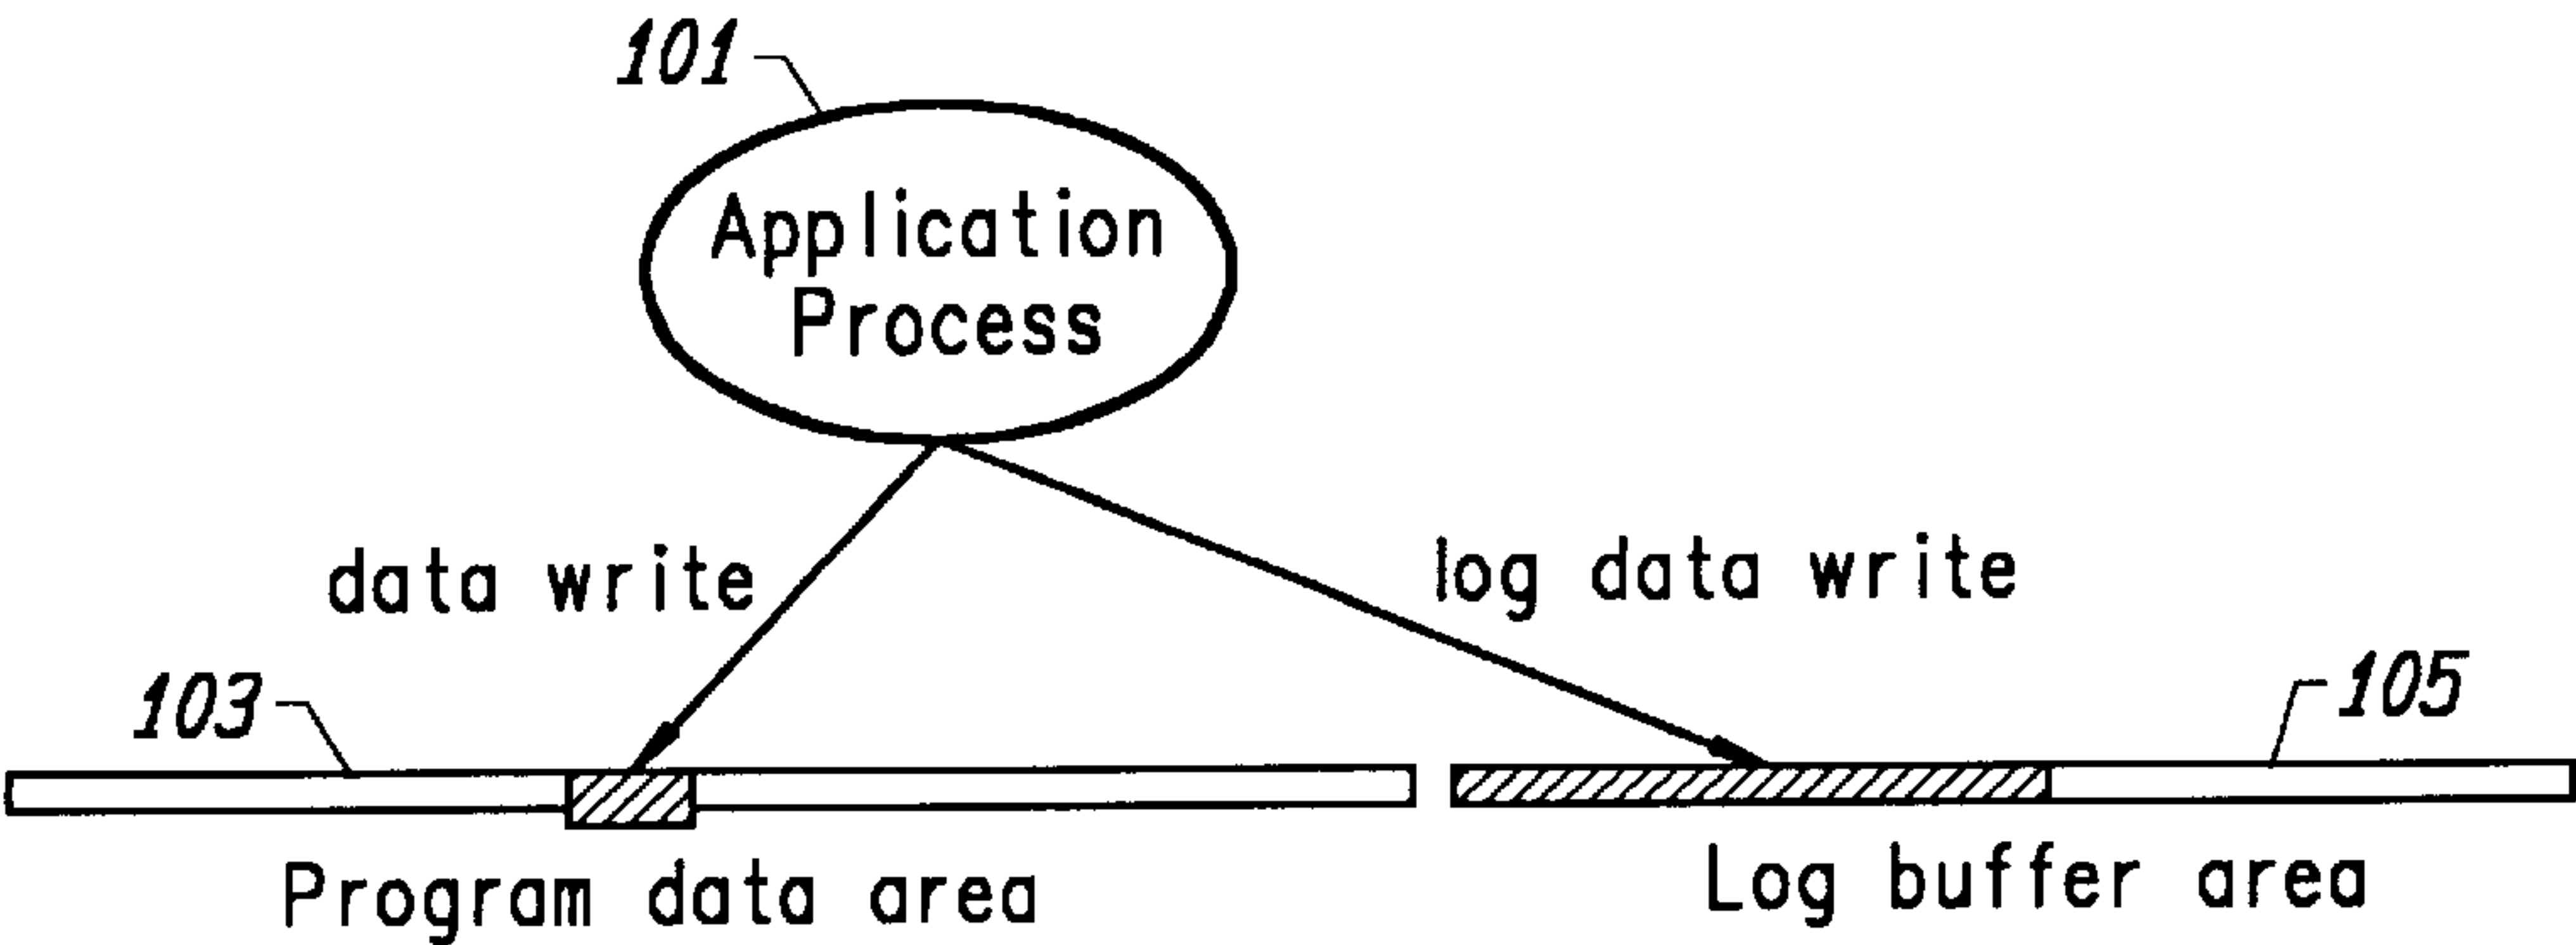 101
Application
Process
data write
log data write
103
105
Program data area
Log buffer area